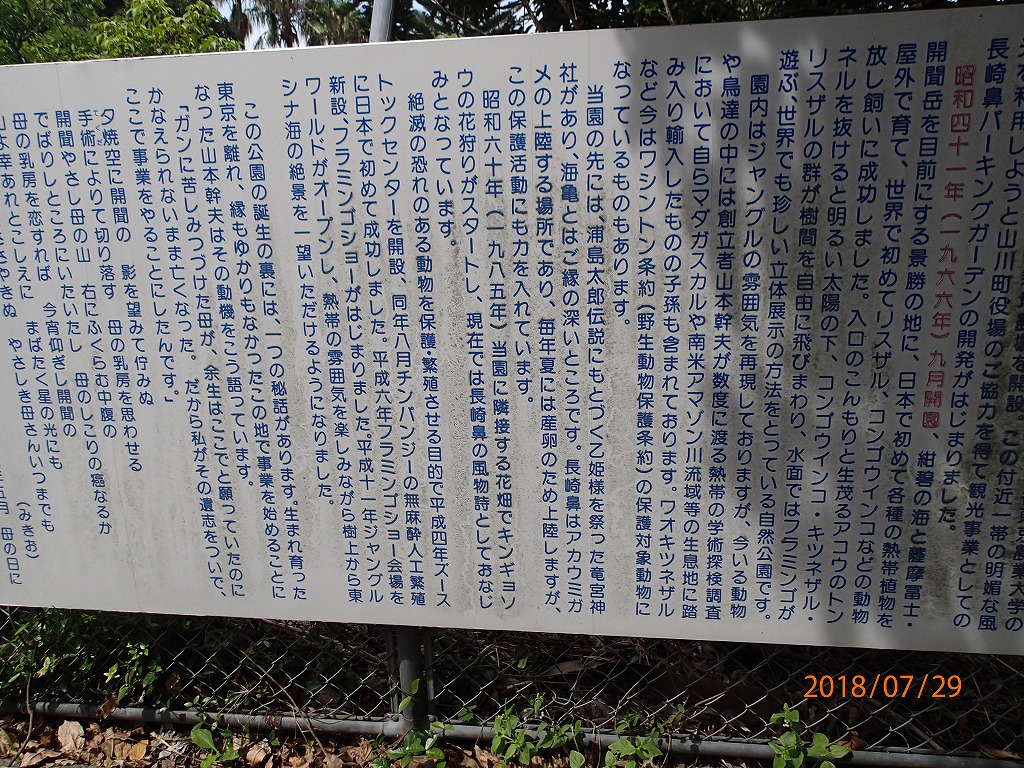 景を利用しようと山川町役場のご協力を得て観光事業としての
長崎鼻パーキングガーデンの開発がはじまりました。
昭和四十一年(一九六六年)九月開園、紺碧の海と薩摩富士・
開聞岳を目前にする景勝の地に、日本で初めて各種の熱帯植物を
屋外で育て、世界で初めてリスザル、コンゴウインコなどの動物
放し飼いに成功しました。入口のこんもりと生茂るアコウのトン
ネルを抜けると明るい太陽の下、コンゴウインコ・キツネザル・
リスザルの群が樹間を自由に飛びまわり、水面ではフラミンゴが
遊ぶ、世界でも珍しい立体展示の方法をとっている自然公園です。
園内はジャングルの雰囲気を再現しておりますが、今いる動物
や鳥達の中には創立者山本幹夫が数度に渡る熱帯の学術探検調査
において自らマダガスカルや南米アマゾン川流域等の生息地に踏
み入り輸入したものの子孫も含まれております。ワオキツネザル
など今はワシントン条約(野生動物保護条約)の保護対象動物に
なっているものもあります。
当園の先には、浦島太郎伝説にもとづく乙姫様を祭った竜宮神
社があり、海亀とはご縁の深いところです。長崎鼻はアカウミガ
メの上陸する場所であり、毎年夏には産卵のため上陸しますが、
この保護活動にも力を入れています。
昭和六十年(一九八五年)当園に隣接する花畑でキンギョソ
ウの花狩りがスタートし、現在では長崎鼻の風物詩としておなじ
みとなっています。
絶滅の恐れのある動物を保護・繁殖させる目的で平成四年ズース
トックセンターを開設、同年八月チンパンジーの無麻酔人工繁殖
に日本で初めて成功しました。平成六年フラミンゴショー会場を
新設、フラミンゴショーがはじまりました。平成十一年ジャングル
ワールドがオープンし、熱帯の雰囲気を楽しみながら樹上から東
シナ海の絶景を一望いただけるようになりました。
この公園の誕生の裏には、一つの秘話があります。生まれ育った
東京を離れ、縁もゆかりもなかったこの地で事業を始めることに
なった山本幹夫はその動機をこう語っています。
「ガンに苦しみつづけた母が、余生はここでと願っていたのに
かなえられないまま亡くなった。だから私がその遺志をついで、
ここで事業をやることにしたんです。」
夕焼空に開聞の 影を望みて佇みぬ
手術によりて切り落す 母の乳房を思わせる
開聞やさし母の山 右にふくらむ中腹の
でばりしところにいたいたし 母のしこりの癌なるか
母の乳房を恋すれば 今宵仰ぎし開聞の
山よ幸あれとこしえに まばたく星の光にも
やさしき母さんいつまでも
(みきお)
五月 母の日に
2018/07/29